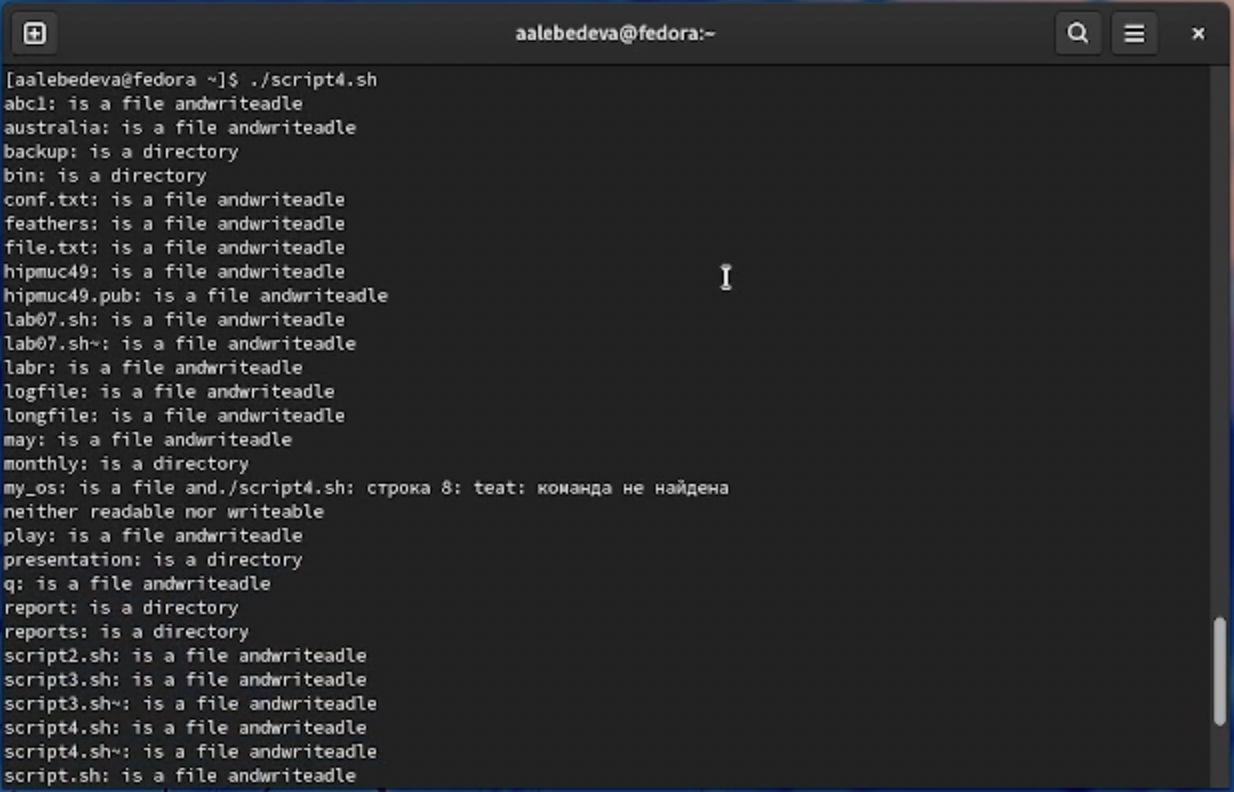 aalebedeva@fedora:~
[aalebedeva@fedora ~]$ ./script4.sh
abc1: is a file andwriteadle
australia: is a file andwriteadle
backup: is a directory
bin: is a directory
conf.txt: is a file andwriteadle
feathers: is a file andwriteadle
file.txt: is a file andwriteadle
hipmuc49: is a file andwriteadle
hipmuc49.pub: is a file andwriteadle
lab07.sh: is a file andwriteadle
lab07.sh~: is a file andwriteadle
labr: is a file andwriteadle
logfile: is a file andwriteadle
longfile: is a file andwriteadle
may: is a file andwriteadle
monthly: is a directory
my_os: is a file and./script4.sh: строка 8: teat: команда не найдена
neither readable nor writeable
play: is a file andwriteadle
presentation: is a directory
q: is a file andwriteadle
report: is a directory
reports: is a directory
script2.sh: is a file andwriteadle
script3.sh: is a file andwriteadle
script3.sh~: is a file andwriteadle
script4.sh: is a file andwriteadle
script4.sh~: is a file andwriteadle
script.sh: is a file andwriteadle